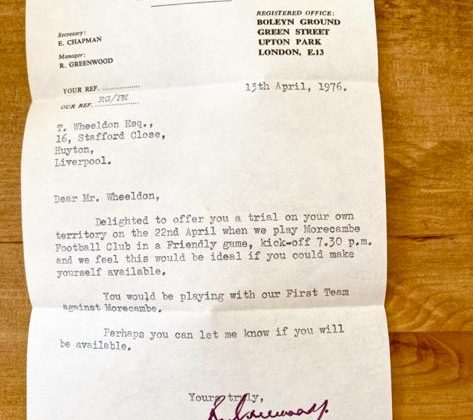 REGISTERED OFFICE:
BOLEYN GROUND
GREEN STREET
UPTON PARK
LONDON, E.13
Secretary:
E. CHAPMAN
Manager:
R. GREENWOOD
YOUR REF.
OUR REF. RG/PM
13th April, 1976.
T. Wheeldon Esq.,
16, Stafford Close,
Huyton,
Liverpool.
Dear Mr. Wheeldon,
Delighted to offer you a trial on your own
territory on the 22nd April when we play Morecambe
Football Club in a Friendly game, kick-off 7.30 p.m.
and we feel this would be ideal if you could make
yourself available.
You would be playing with our First Team
against Morecambe.
Perhaps you can let me know if you will
be available.
Yours truly,
R. Greenwood.